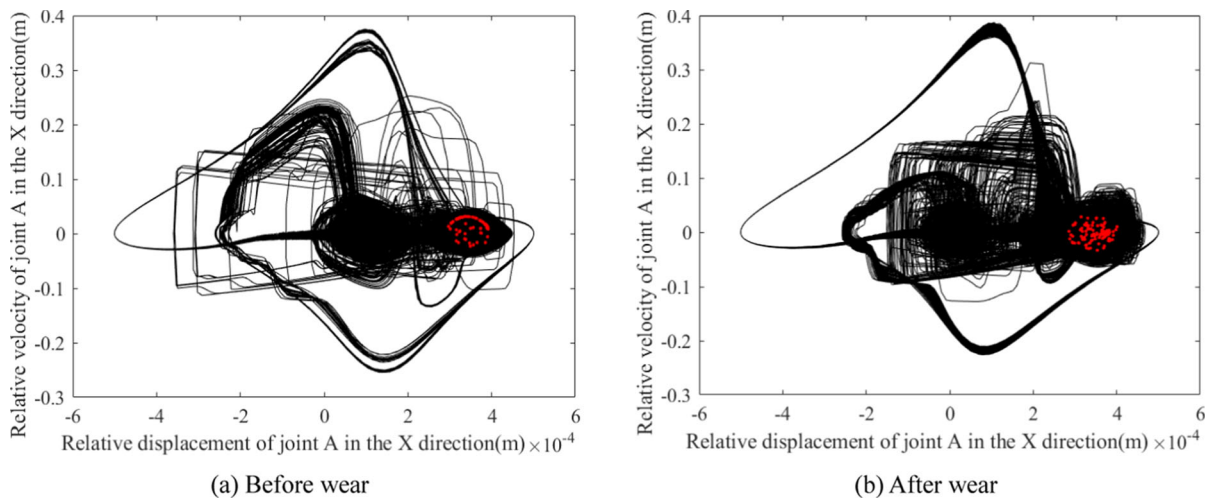 0.4
0.3
0.2
0.1
0
-0.1
-0.2
-0.3
Relative velocity of joint A in the X direction(m)
-6 -4 -2 0 2 4 6
Relative displacement of joint A in the X direction(m) ×10⁻⁴
(a) Before wear
0.4
0.3
0.2
0.1
0
-0.1
-0.2
-0.3
Relative velocity of joint A in the X direction(m)
-6 -4 -2 0 2 4 6
Relative displacement of joint A in the X direction(m) ×10⁻⁴
(b) After wear